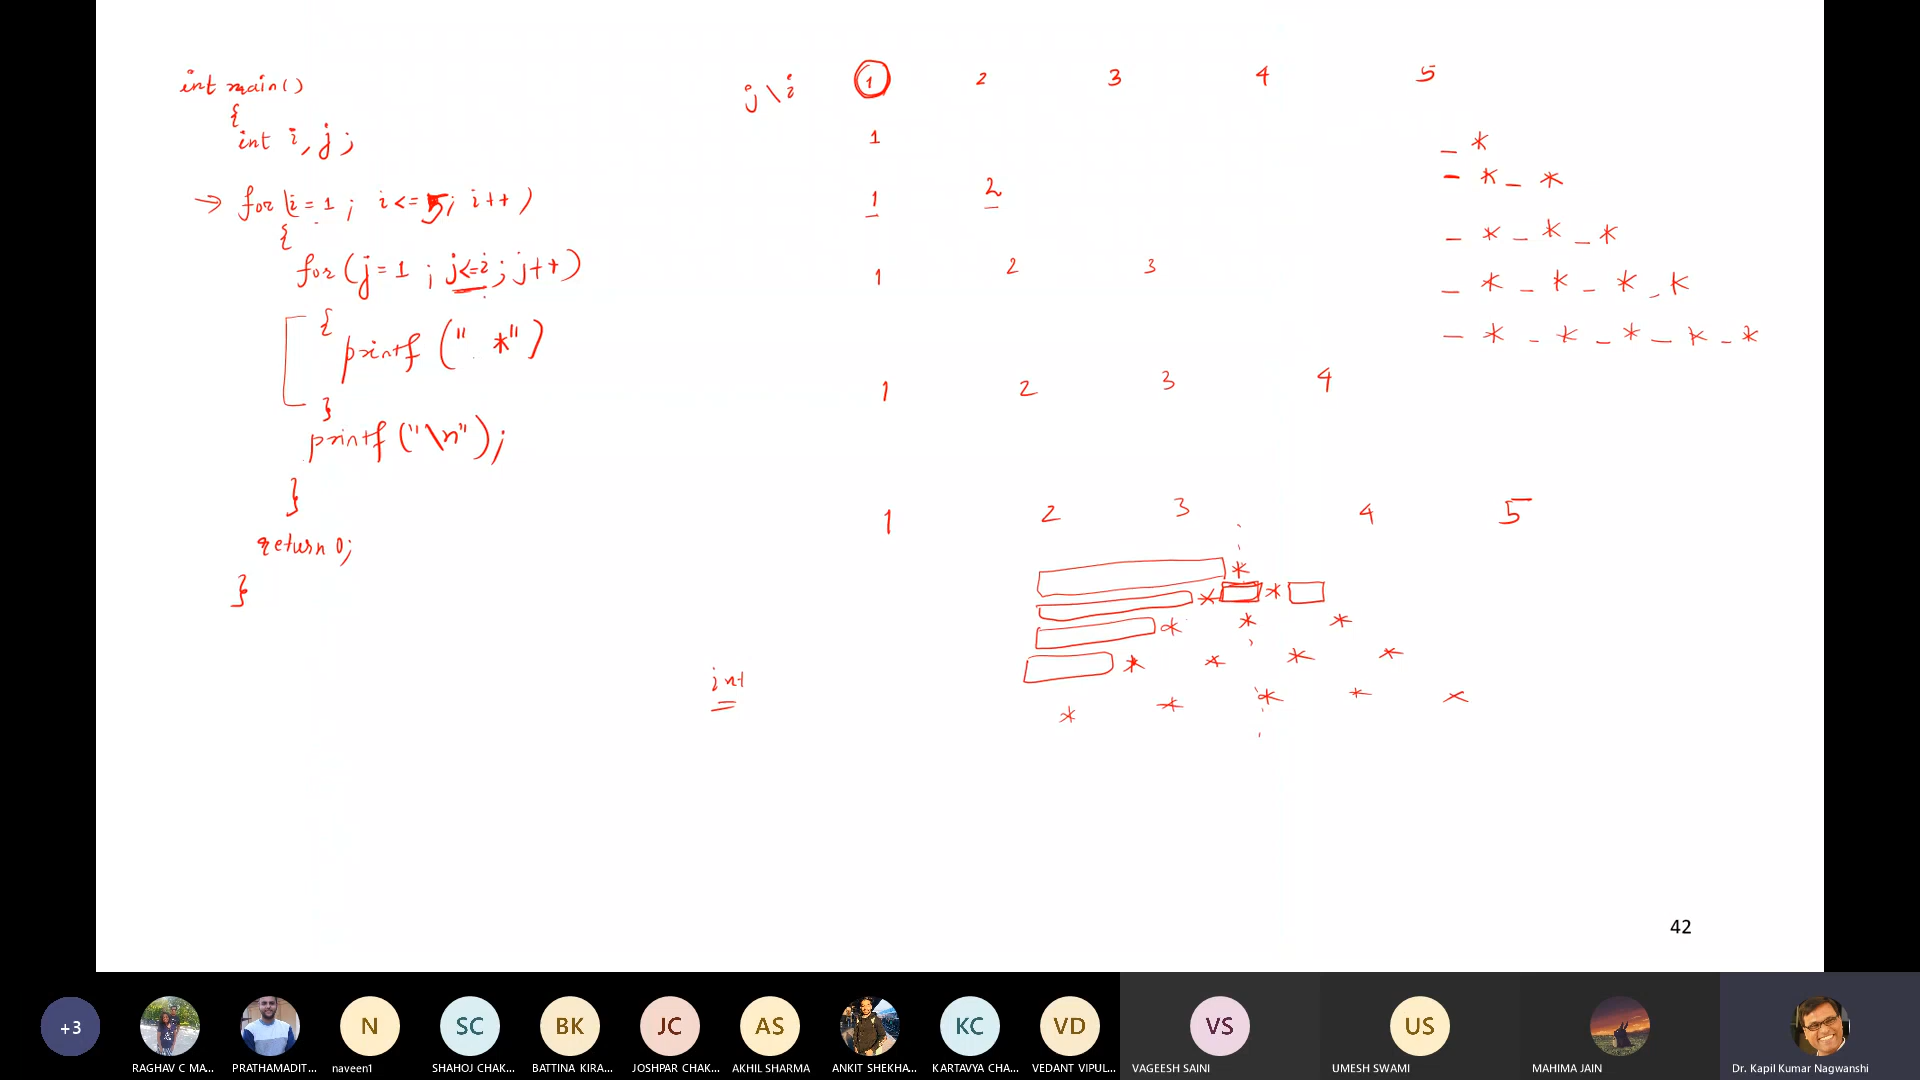 int main()
{
int i, j;
→ for (i = 1; i <= 5; i++)
{
for (j = 1; j <= i; j++)
{
printf (" *")
}
printf ("\n");
}
return 0;
}
j \ i 1 2 3 4 5
1
1 2
1 2 3
1 2 3 4
1 2 3 4 5
_ *
_ * _ *
_ * _ * _ *
_ * _ * _ * _ *
_ * _ * _ * _ * _ *
*
* *
* * *
* * * *
* * * * *
int
42
+3
N
SC
BK
JC
AS
KC
VD
VS
US
RAGHAV C MA...
PRATHAMADIT...
naveen1
SHAHOJ CHAK...
BATTINA KIRA...
JOSHPAR CHAK...
AKHIL SHARMA
ANKIT SHEKHA...
KARTAVYA CHA...
VEDANT VIPUL...
VAGEESH SAINI
UMESH SWAMI
MAHIMA JAIN
Dr. Kapil Kumar Nagwanshi